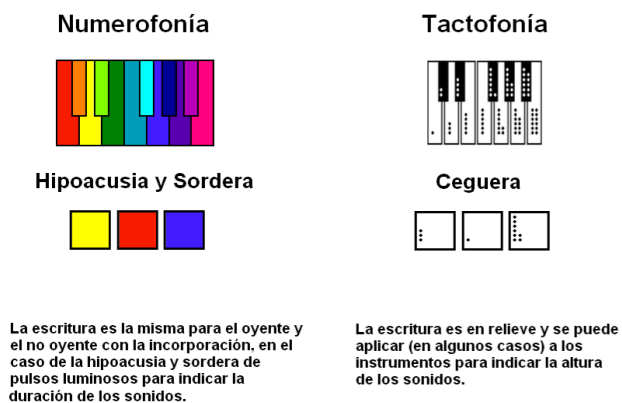 Numerofonía
Hipoacusia y Sordera
La escritura es la misma para el oyente y
el no oyente con la incorporación, en el
caso de la hipoacusia y sordera de
pulsos luminosos para indicar la
duración de los sonidos.
Tactofonía
Ceguera
La escritura es en relieve y se puede
aplicar (en algunos casos) a los
instrumentos para indicar la altura
de los sonidos.